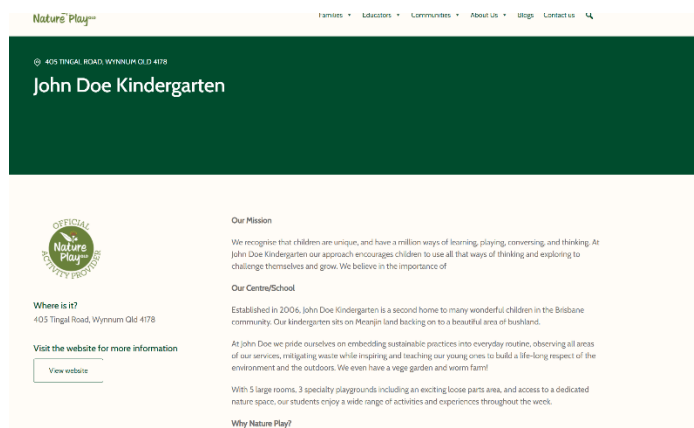 Nature Play QLD
Families Educators Communities About Us Blogs Contact us
405 TINGAL ROAD, WYNNUM QLD 4178
John Doe Kindergarten
OFFICIAL
Nature
Play QLD
ACTIVITY PROVIDER
Our Mission
We recognise that children are unique, and have a million ways of learning, playing, conversing, and thinking. At
John Doe Kindergarten our approach encourages children to use all that ways of thinking and exploring to
challenge themselves and grow. We believe in the importance of
Our Centre/School
Where is it?
405 Tingal Road, Wynnum Qld 4178
Established in 2006, John Doe Kindergarten is a second home to many wonderful children in the Brisbane
community. Our kindergarten sits on Meanjin land backing on to a beautiful area of bushland.
Visit the website for more information
View website
At John Doe we pride ourselves on embedding sustainable practices into everyday routine, observing all areas
of our services, mitigating waste while inspiring and teaching our young ones to build a life-long respect of the
environment and the outdoors. We even have a vege garden and worm farm!
With 5 large rooms, 3 specialty playgrounds including an exciting loose parts area, and access to a dedicated
nature space, our students enjoy a wide range of activities and experiences throughout the week.
Why Nature Play?